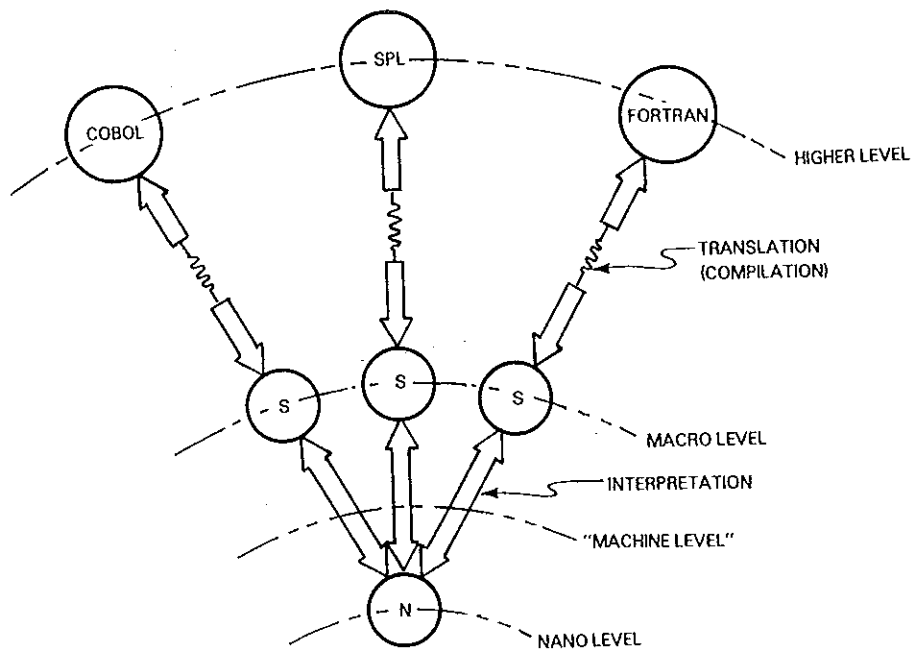 SPL
COBOL
FORTRAN
HIGHER LEVEL
TRANSLATION
(COMPILATION)
S
S
S
MACRO LEVEL
INTERPRETATION
"MACHINE LEVEL"
N
NANO LEVEL